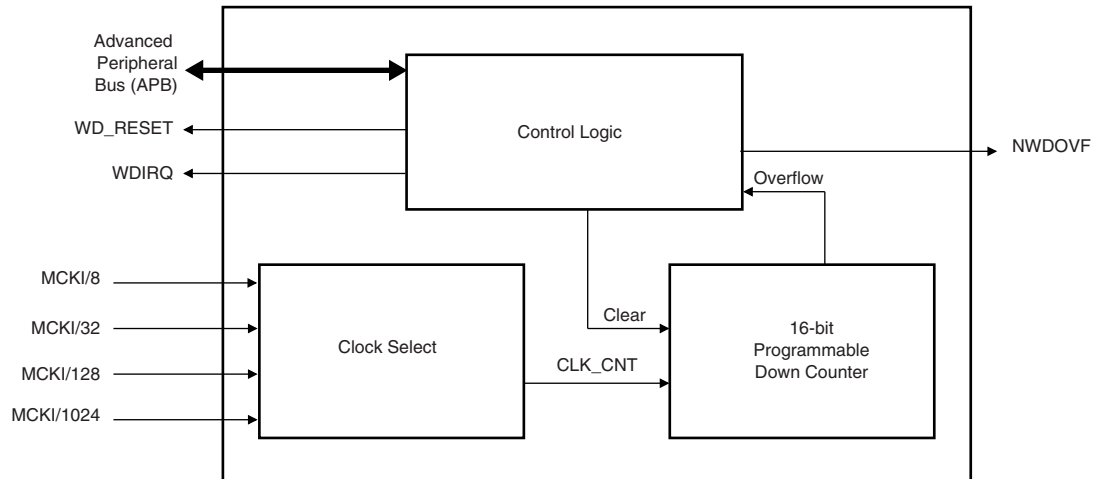 Advanced
Peripheral
Bus (APB)
WD_RESET
WDIRQ
Control Logic
NWDOVF
Overflow
MCKI/8
MCKI/32
MCKI/128
MCKI/1024
Clock Select
Clear
CLK_CNT
16-bit
Programmable
Down Counter